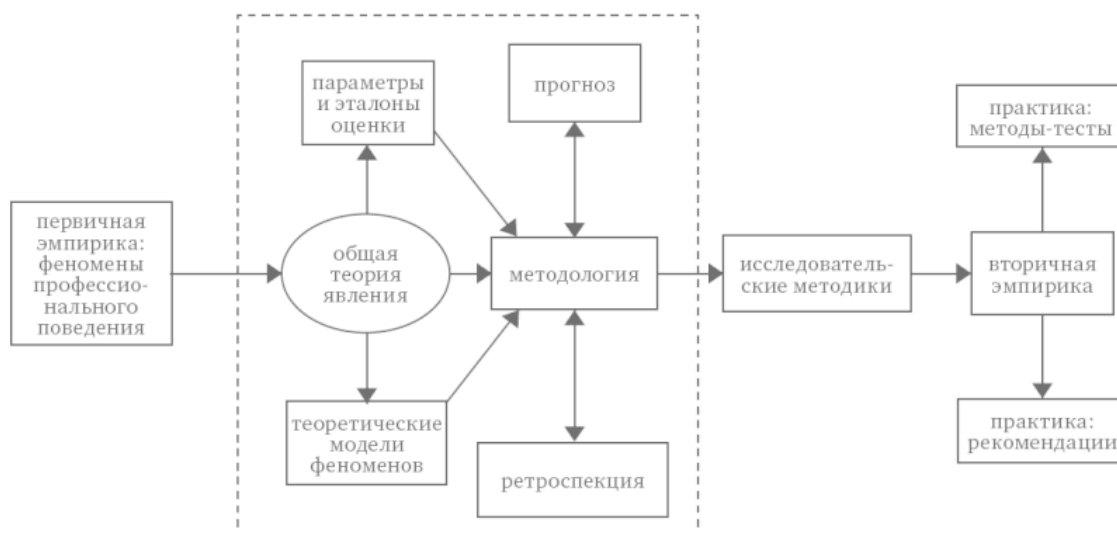 первичная
эмпирика:
феномены
профессио-
нального
поведения
параметры
и эталоны
оценки
общая
теория
явления
теоретические
модели
феноменов
прогноз
методология
ретроспекция
исследователь-
ские методики
вторичная
эмпирика
практика:
методы-тесты
практика:
рекомендации